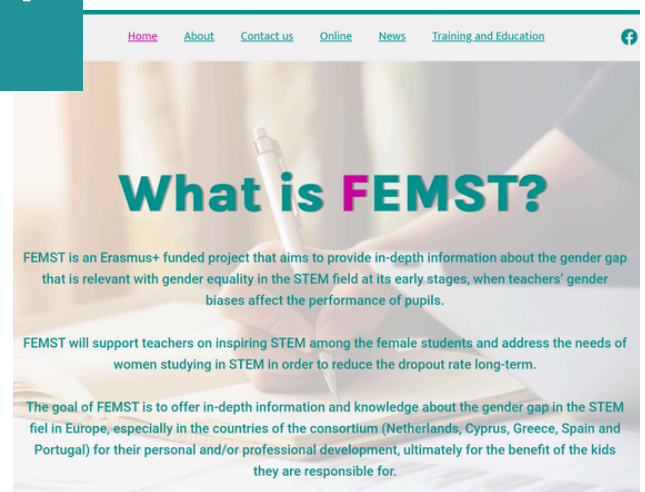 Home About Contact us Online News Training and Education
What is FEMST?
FEMST is an Erasmus+ funded project that aims to provide in-depth information about the gender gap
that is relevant with gender equality in the STEM field at its early stages, when teachers’ gender
biases affect the performance of pupils.
FEMST will support teachers on inspiring STEM among the female students and address the needs of
women studying in STEM in order to reduce the dropout rate long-term.
The goal of FEMST is to offer in-depth information and knowledge about the gender gap in the STEM
fiel in Europe, especially in the countries of the consortium (Netherlands, Cyprus, Greece, Spain and
Portugal) for their personal and/or professional development, ultimately for the benefit of the kids
they are responsible for.